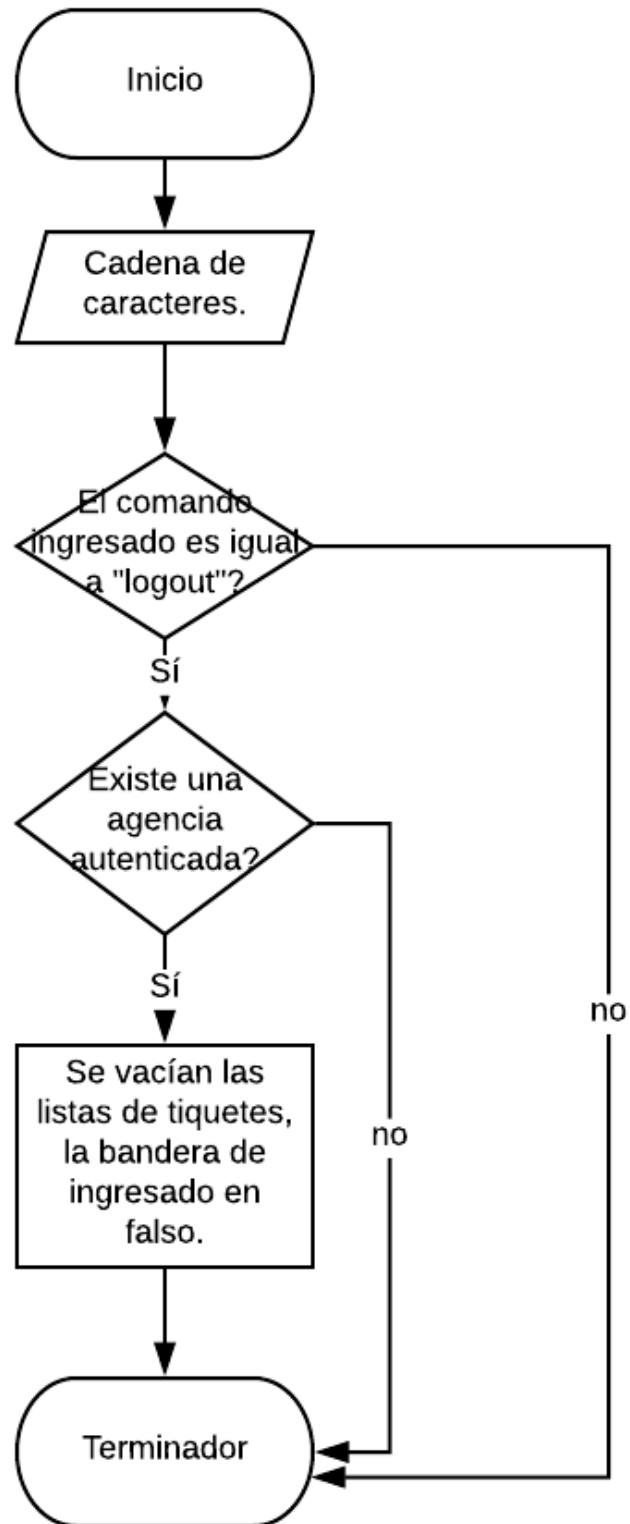 Inicio
Cadena de
caracteres.
El comando
ingresado es igual
a "logout"?
Sí
Existe una
agencia
autenticada?
Sí
no
Se vacían las
listas de tiquetes,
la bandera de
ingresado en
falso.
no
Terminador